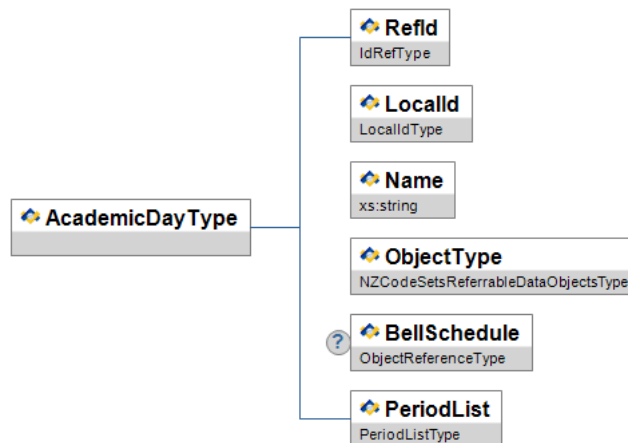 RefId
IdRefType
LocalId
LocalIdType
Name
xs:string
AcademicDayType
ObjectType
NZCodeSetsReferrableDataObjectsType
?
BellSchedule
ObjectReferenceType
PeriodList
PeriodListType